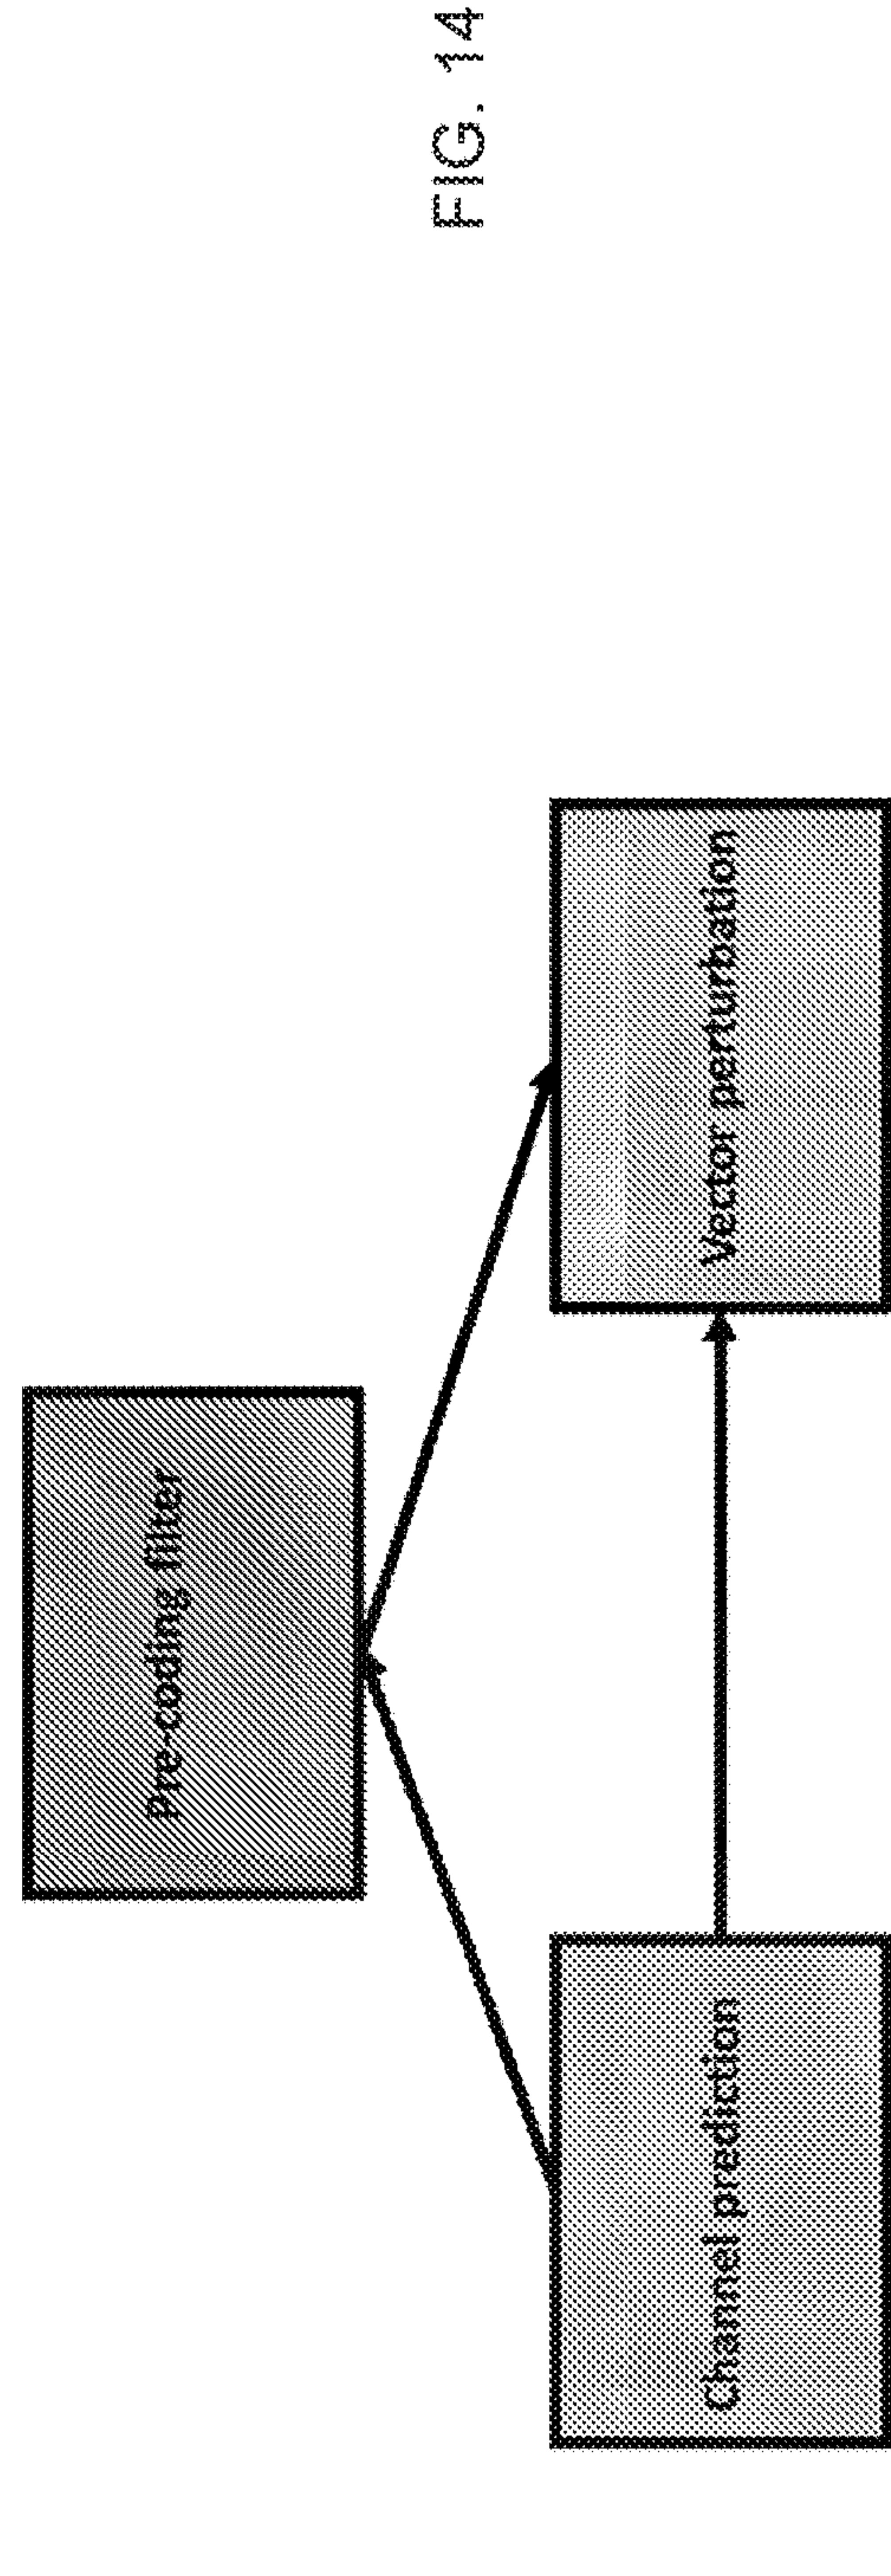 Pre-coding filter
Channel prediction
Vector perturbation
FIG. 14